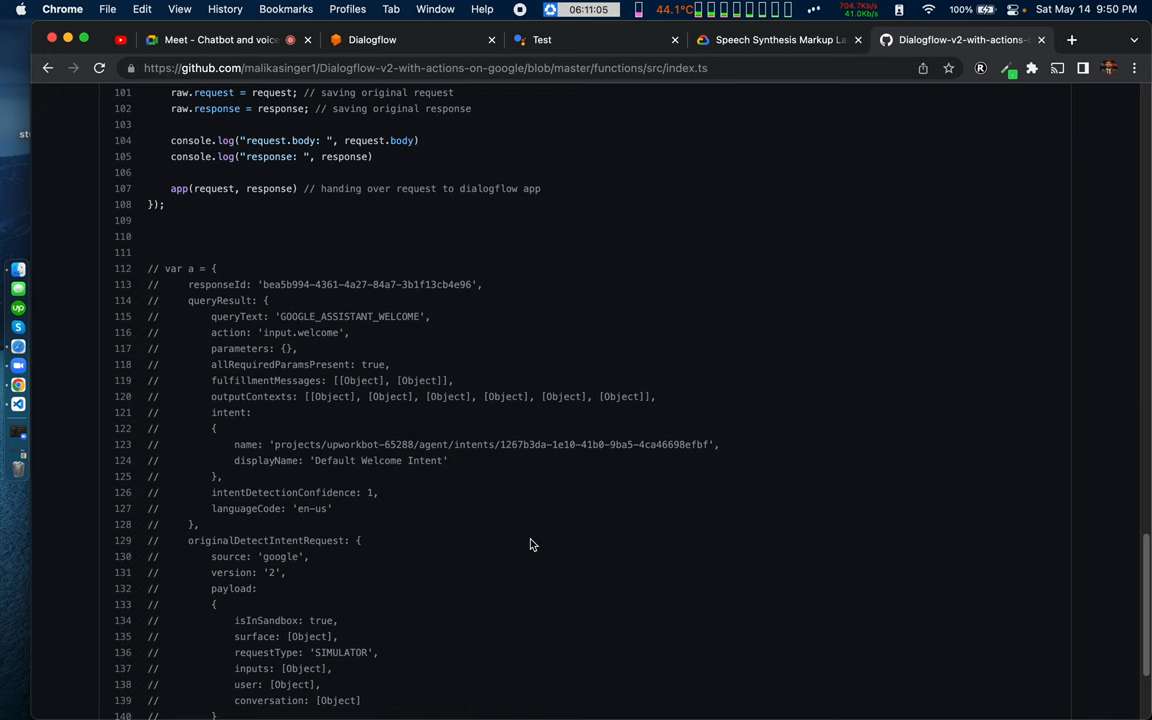 Chrome File Edit View History Bookmarks Profiles Tab Window Help 06:11:05 44.1°C 704.7Kb/s 41.0Kb/s 100% Sat May 14 9:50 PM
Meet - Chatbot and voice Dialogflow Test Speech Synthesis Markup La Dialogflow-v2-with-actions-
https://github.com/malikasinger1/Dialogflow-v2-with-actions-on-google/blob/master/functions/src/index.ts
101 raw.request = request; // saving original request
102 raw.response = response; // saving original response
103
104 console.log("request.body: ", request.body)
105 console.log("response: ", response)
106
107 app(request, response) // handing over request to dialogflow app
108 });
109
110
111
112 // var a = {
113 // responseId: 'bea5b994-4361-4a27-84a7-3b1f13cb4e96',
114 // queryResult: {
115 // queryText: 'GOOGLE_ASSISTANT_WELCOME',
116 // action: 'input.welcome',
117 // parameters: {},
118 // allRequiredParamsPresent: true,
119 // fulfillmentMessages: [[Object], [Object]],
120 // outputContexts: [[Object], [Object], [Object], [Object], [Object], [Object]],
121 // intent:
122 // {
123 // name: 'projects/upworkbot-65288/agent/intents/1267b3da-1e10-41b0-9ba5-4ca46698efbf',
124 // displayName: 'Default Welcome Intent'
125 // },
126 // intentDetectionConfidence: 1,
127 // languageCode: 'en-us'
128 // },
129 // originalDetectIntentRequest: {
130 // source: 'google',
131 // version: '2',
132 // payload:
133 // {
134 // isInSandbox: true,
135 // surface: [Object],
136 // requestType: 'SIMULATOR',
137 // inputs: [Object],
138 // user: [Object],
139 // conversation: [Object]
140 // }